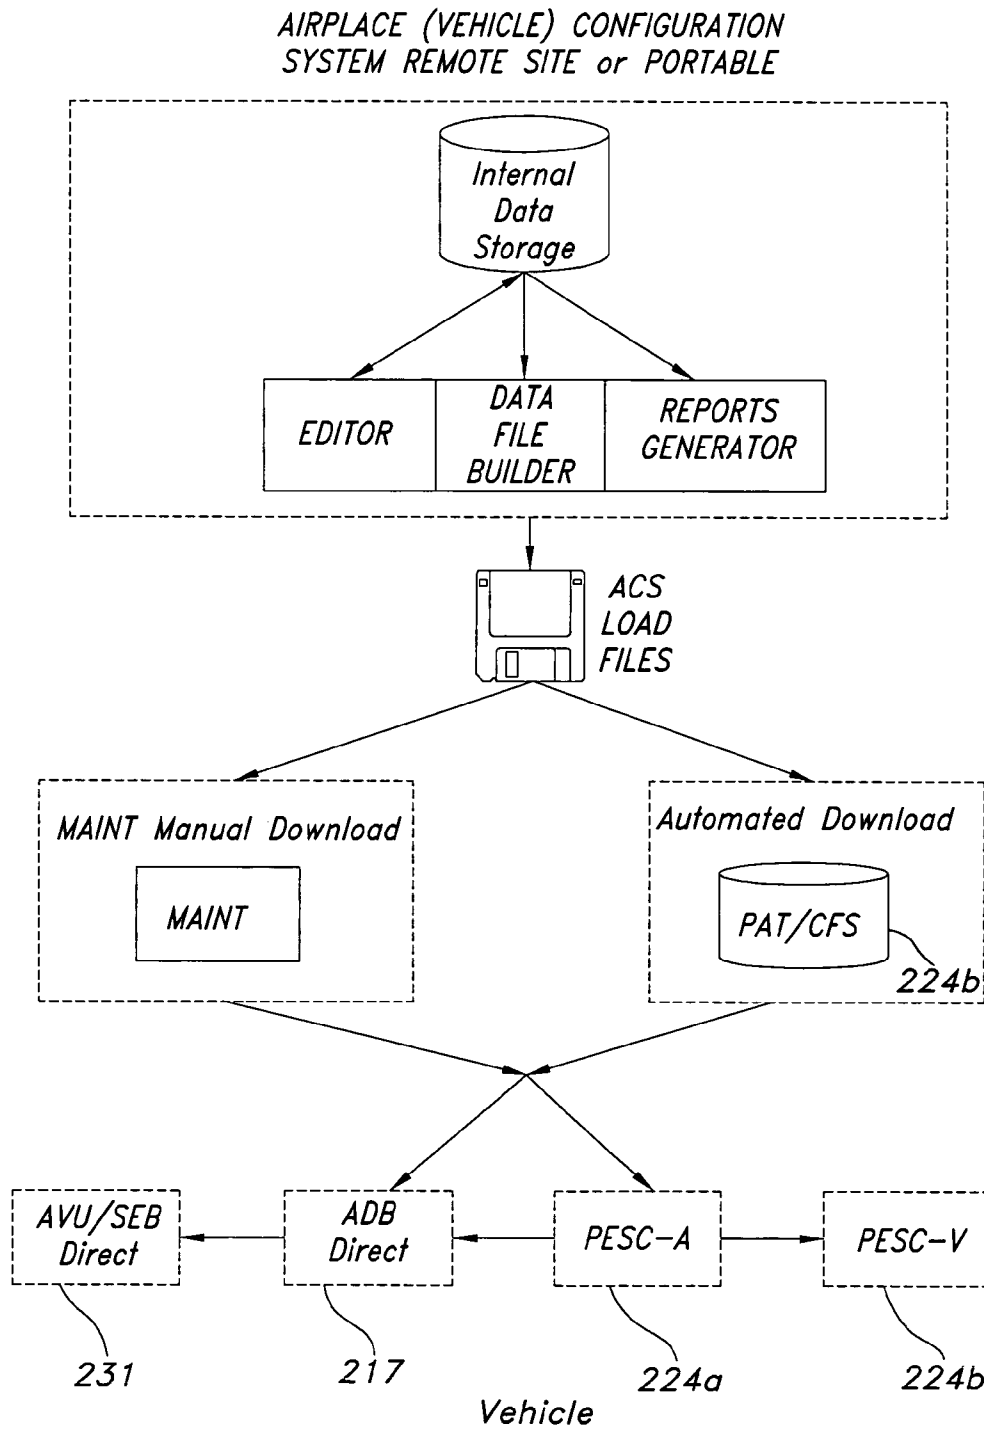 AIRPLACE (VEHICLE) CONFIGURATION
SYSTEM REMOTE SITE or PORTABLE
Internal
Data
Storage
EDITOR
DATA
FILE
BUILDER
REPORTS
GENERATOR
ACS
LOAD
FILES
MAINT Manual Download
MAINT
Automated Download
PAT/CFS
224b
AVU/SEB
Direct
ADB
Direct
PESC-A
PESC-V
231
217
224a
224b
Vehicle